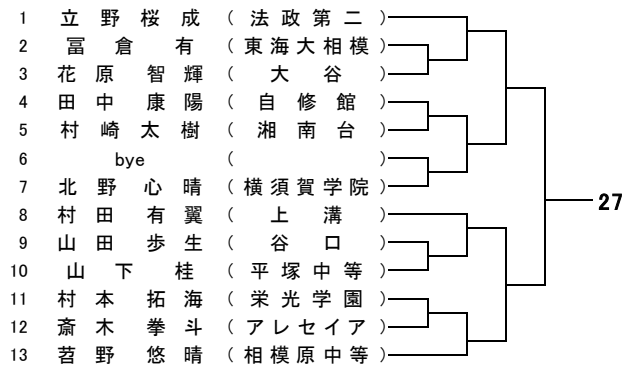 1 立野桜成 (法政第二)
2 冨倉有 (東海大相模)
3 花原智輝 (大谷)
4 田中康陽 (自修館)
5 村崎太樹 (湘南台)
6 bye ( )
7 北野心晴 (横須賀学院)
8 村田有翼 (上溝)
9 山田歩生 (谷口)
10 山下桂 (平塚中等)
11 村本拓海 (栄光学園)
12 斎木拳斗 (アレセイア)
13 苔野悠晴 (相模原中等)
27